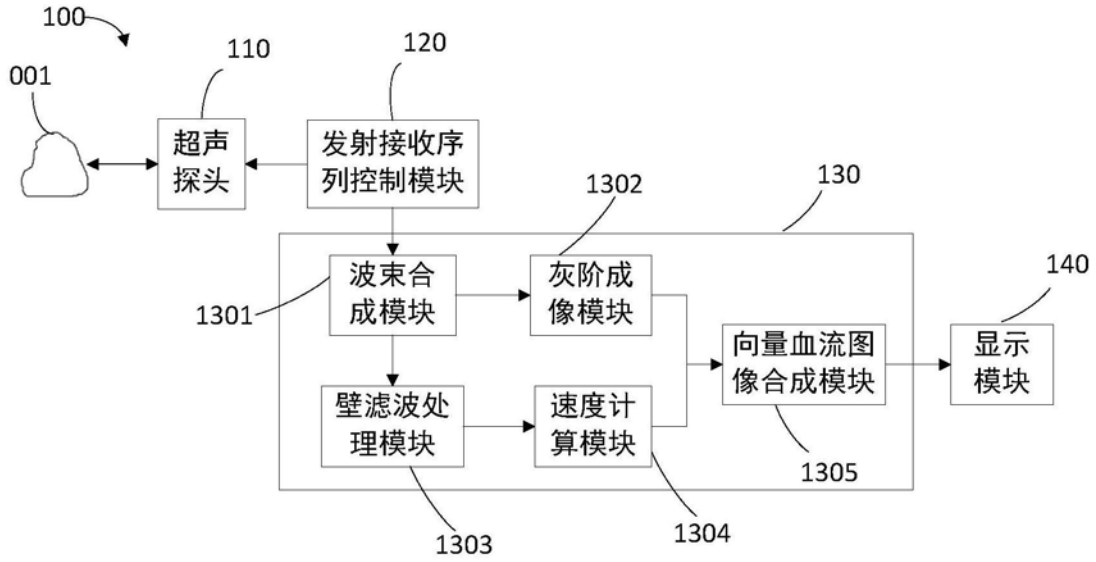 100
110
120
001
超声
探头
发射接收序
列控制模块
1302
130
波束合
成模块
灰阶成
像模块
140
1301
向量血流图
像合成模块
显示
模块
壁滤波处
理模块
速度计
算模块
1305
1303
1304